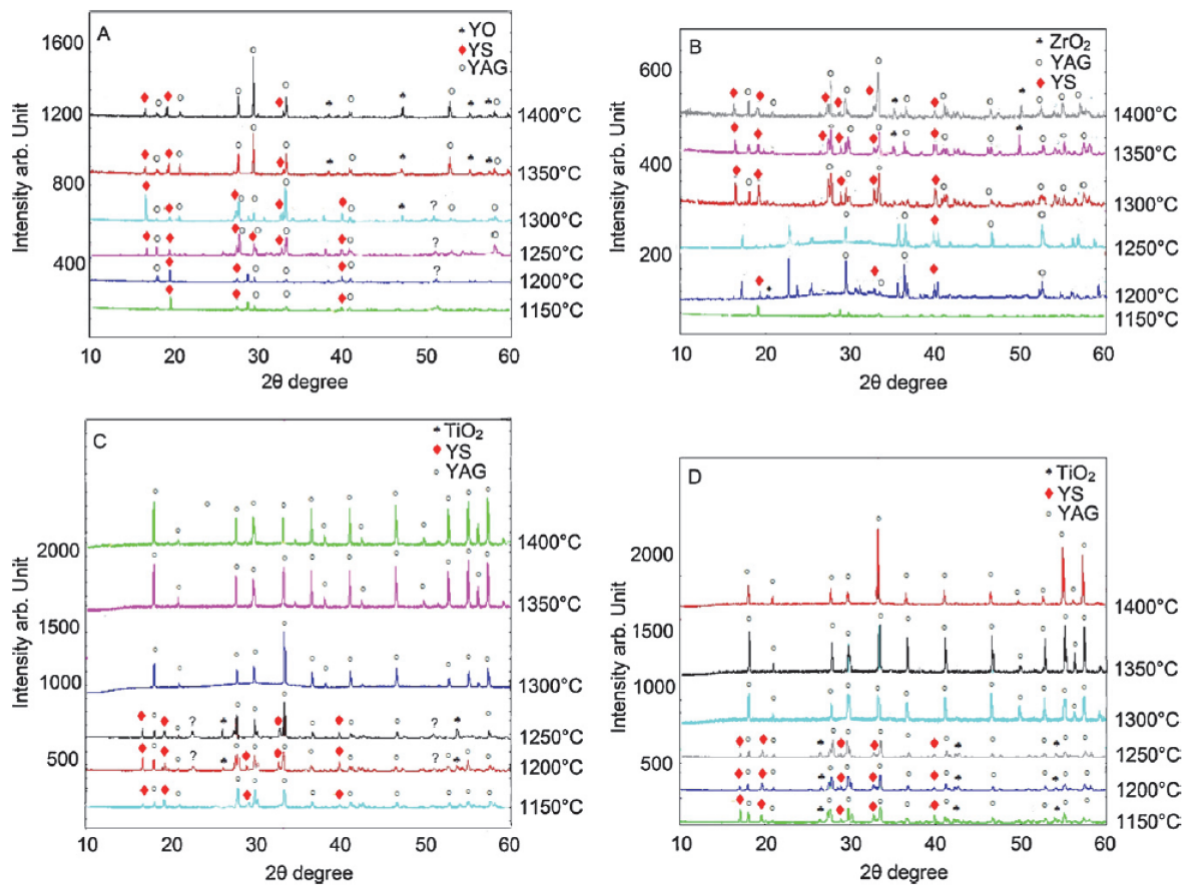 A
YO
YS
YAG
1600
1200
800
400
Intensity arb. Unit
1400°C
1350°C
1300°C
1250°C
1200°C
1150°C
?
?
?
10 20 30 40 50 60
2θ degree
B
ZrO₂
YAG
YS
600
400
200
Intensity arb. Unit
1400°C
1350°C
1300°C
1250°C
1200°C
1150°C
10 20 30 40 50 60
2θ degree
C
TiO₂
YS
YAG
2000
1500
1000
500
Intensity arb. Unit
1400°C
1350°C
1300°C
1250°C
1200°C
1150°C
? ?
? ?
10 20 30 40 50 60
2θ degree
D
TiO₂
YS
YAG
2000
1500
1000
500
Intensity arb. Unit
1400°C
1350°C
1300°C
1250°C
1200°C
1150°C
10 20 30 40 50 60
2θ degree